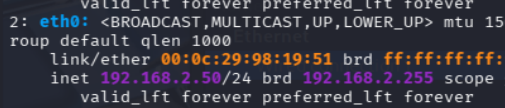 valid_lft forever preferred_lft forever
2: eth0: <BROADCAST,MULTICAST,UP,LOWER_UP> mtu 15
roup default qlen 1000
link/ether 00:0c:29:98:19:51 brd ff:ff:ff:ff:
inet 192.168.2.50/24 brd 192.168.2.255 scope
valid_lft forever preferred_lft forever